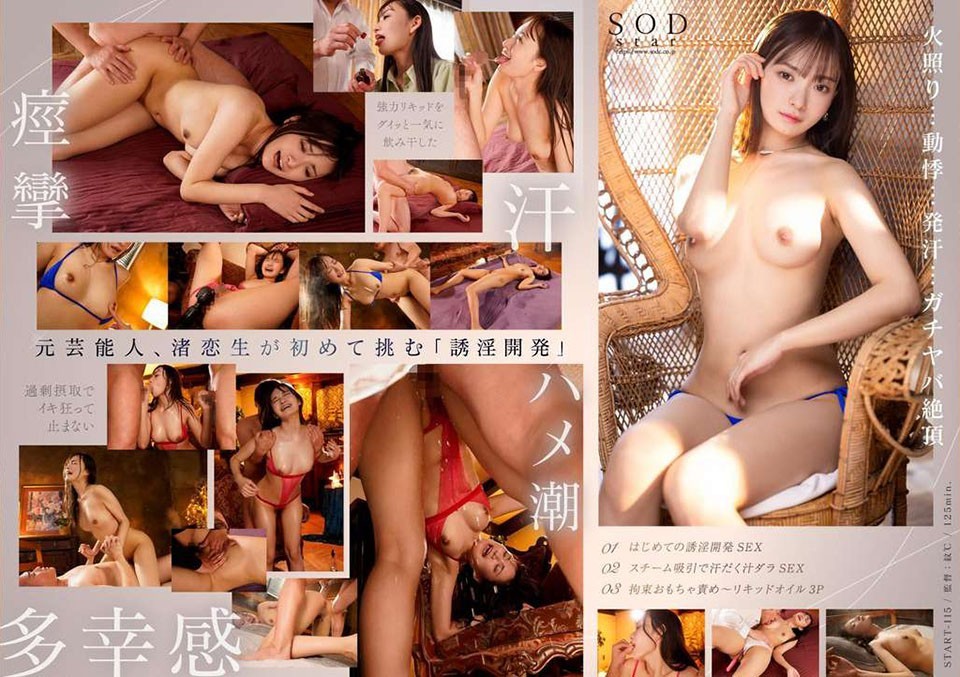 SOD
star
痙攣
強力リキッドを
グイッと一気に
飲み干した
汗
元芸能人、渚恋生が初めて挑む「誘淫開発」
過剰摂取で
イキ狂って
止まない
ハメ潮
多幸感
火照り…動悸…発汗…ガチヤバ絶頂
01 はじめての誘淫開発SEX
02 スチーム吸引で汗だく汁ダラSEX
03 拘束おもちゃ責め〜リキッドオイル3P
START-115 / 監督：紋℃ / 125min.